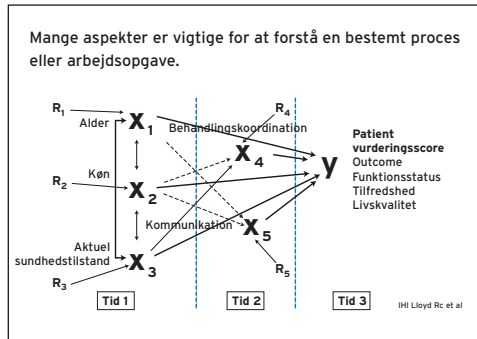 Mange aspekter er vigtige for at forstå en bestemt proces
eller arbejdsopgave.
R1
Alder
X1
R4
Behandlingskoordination
X4
Køn
R2
X2
y
Patient
vurderingsscore
Outcome
Funktionsstatus
Tilfredshed
Livskvalitet
Kommunikation
X5
Aktuel
sundhedstilstand
X3
R3
R5
Tid 1
Tid 2
Tid 3
IHI Lloyd Rc et al